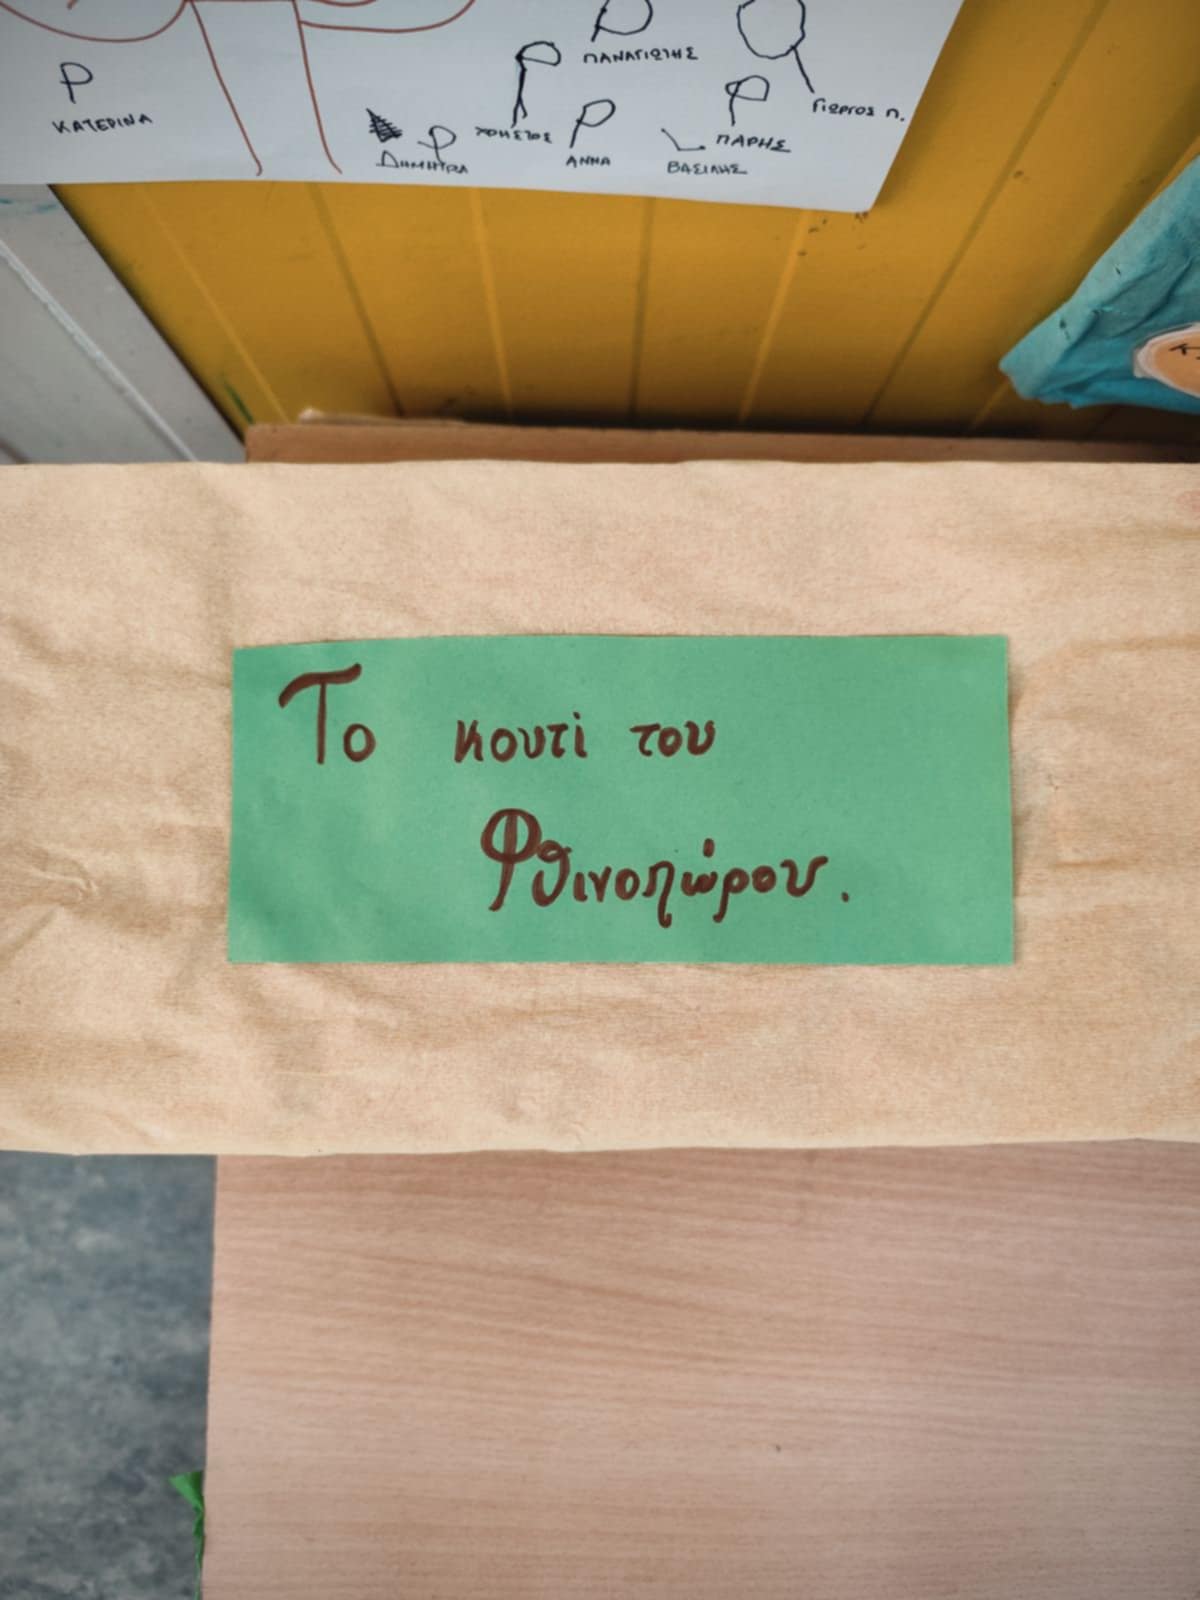 ΠΑΝΑΓΙΩΤΗΣ
Ρ
ΚΑΤΕΡΙΝΑ
Ρ
ΧΡΗΣΤΟΣ
Ρ
ΔΗΜΗΤΡΑ
Ρ
ΑΝΝΑ
ΒΑΣΙΛΗΣ
Ρ
ΠΑΡΗΣ
ΓΙΩΡΓΟΣ Π.
Το κουτί του
Φθινοπώρου.